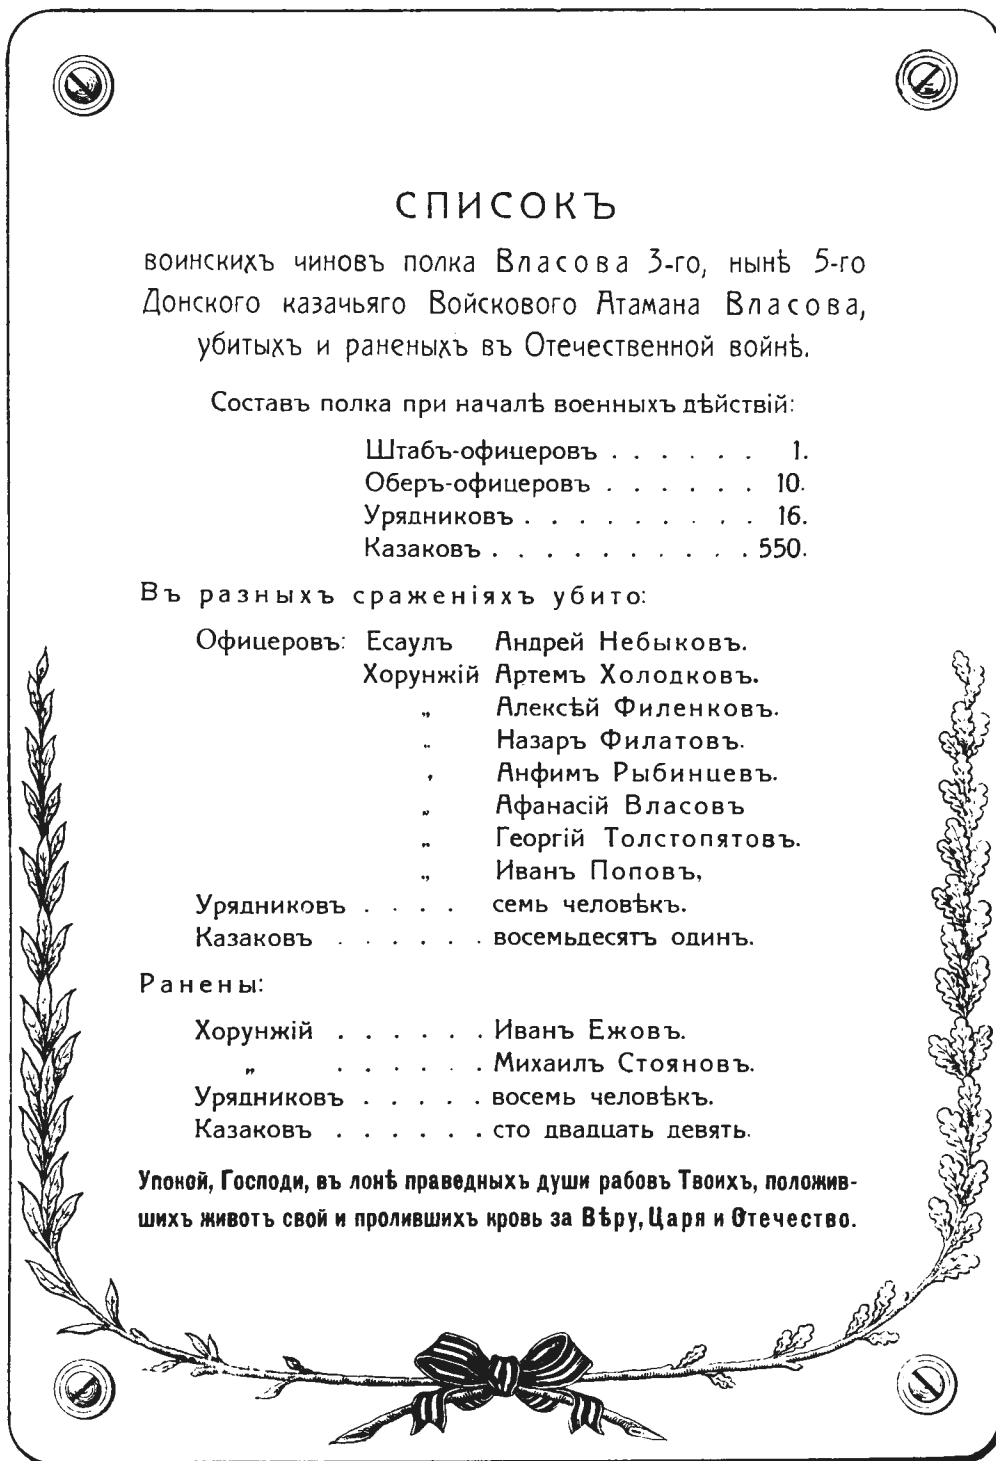 СПИСОКЪ
воинскихъ чиновъ полка Власова 3-го, нынѣ 5-го
Донского казачьяго Войскового Атамана Власова,
убитыхъ и раненыхъ въ Отечественной войнѣ.
Составъ полка при началѣ военныхъ дѣйствій:
Штабъ-офицеровъ . . . . . . 1.
Оберъ-офицеровъ . . . . . . 10.
Урядниковъ . . . . . . . . . 16.
Казаковъ . . . . . . . . . . 550.
Въ разныхъ сраженіяхъ убито:
Офицеровъ: Есаулъ Андрей Небыковъ.
Хорунжій Артемъ Холодковъ.
„ Алексѣй Филенковъ.
„ Назаръ Филатовъ.
„ Анфимъ Рыбинцевъ.
„ Афанасій Власовъ
„ Георгій Толстопятовъ.
„ Иванъ Поповъ,
Урядниковъ . . . . семь человѣкъ.
Казаковъ . . . . . . восемьдесятъ одинъ.
Ранены:
Хорунжій . . . . . . Иванъ Ежовъ.
„ . . . . . . Михаилъ Стояновъ.
Урядниковъ . . . . . восемь человѣкъ.
Казаковъ . . . . . . сто двадцать девять.
Упокой, Господи, въ лонѣ праведныхъ души рабовъ Твоихъ, положив-
шихъ животъ свой и пролившихъ кровь за Вѣру, Царя и Отечество.